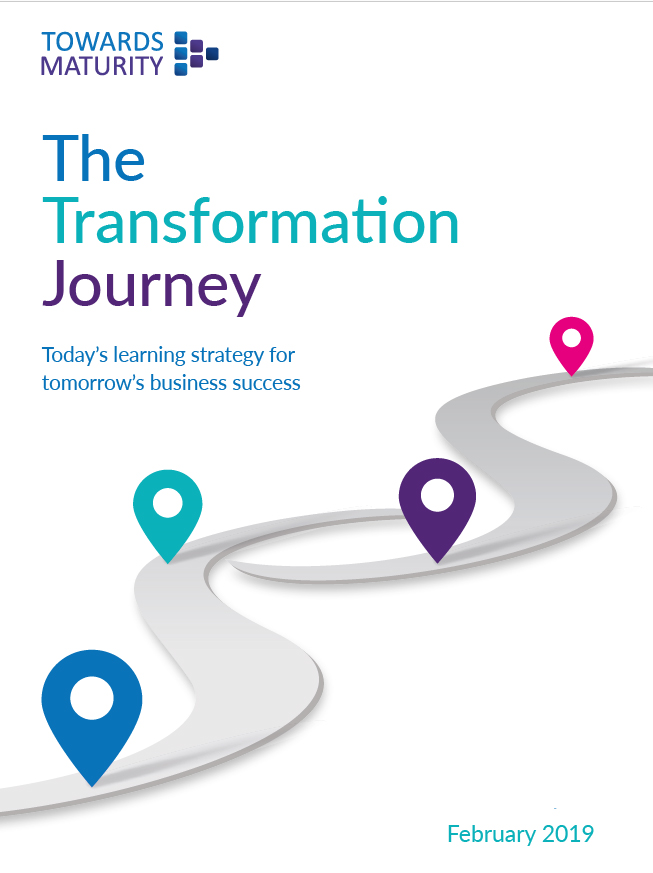 TOWARDS
MATURITY
The
Transformation
Journey
Today’s learning strategy for
tomorrow’s business success
February 2019